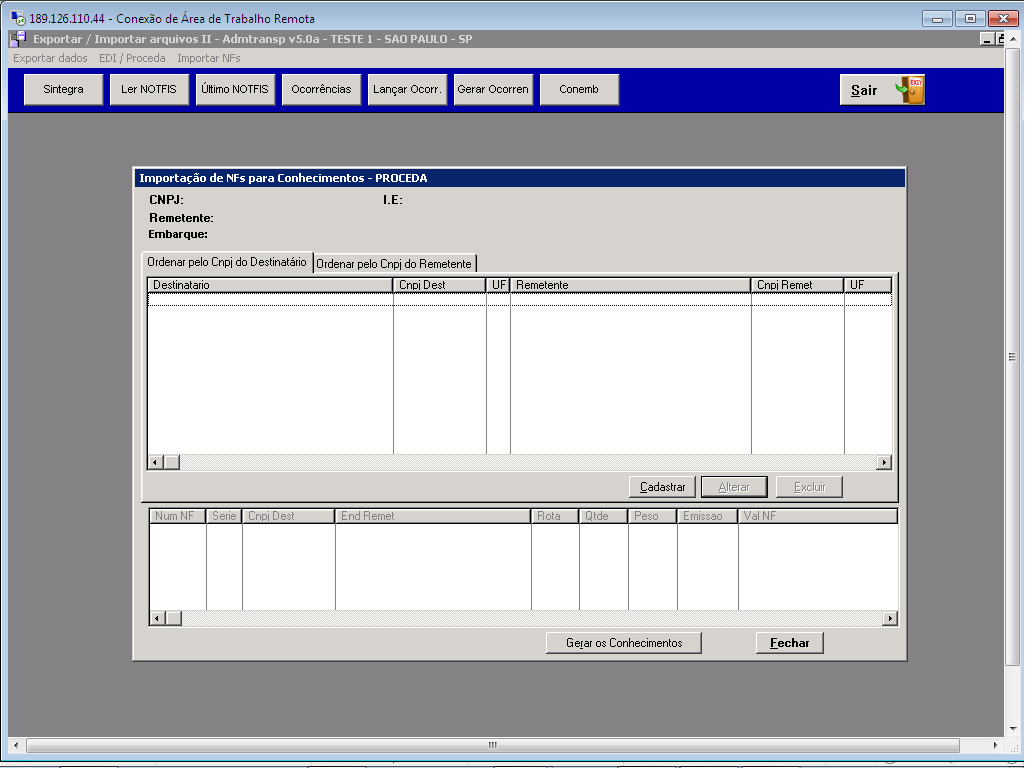 189.126.110.44 - Conexão de Área de Trabalho Remota
Exportar / Importar arquivos II - Admtransp v5.0a - TESTE 1 - SAO PAULO - SP
Exportar dados EDI / Proceda Importar NFs
Sintegra Ler NOTFIS Último NOTFIS Ocorrências Lançar Ocorr. Gerar Ocorren Conemb Sair EXIT
Importação de NFs para Conhecimentos - PROCEDA
CNPJ: I.E:
Remetente:
Embarque:
Ordenar pelo Cnpj do Destinatário Ordenar pelo Cnpj do Remetente
Destinatario Cnpj Dest UF Remetente Cnpj Remet UF
Cadastrar Alterar Excluir
Num NF Serie Cnpj Dest End Remet Rota Qtde Peso Emissao Val NF
Gerar os Conhecimentos Fechar